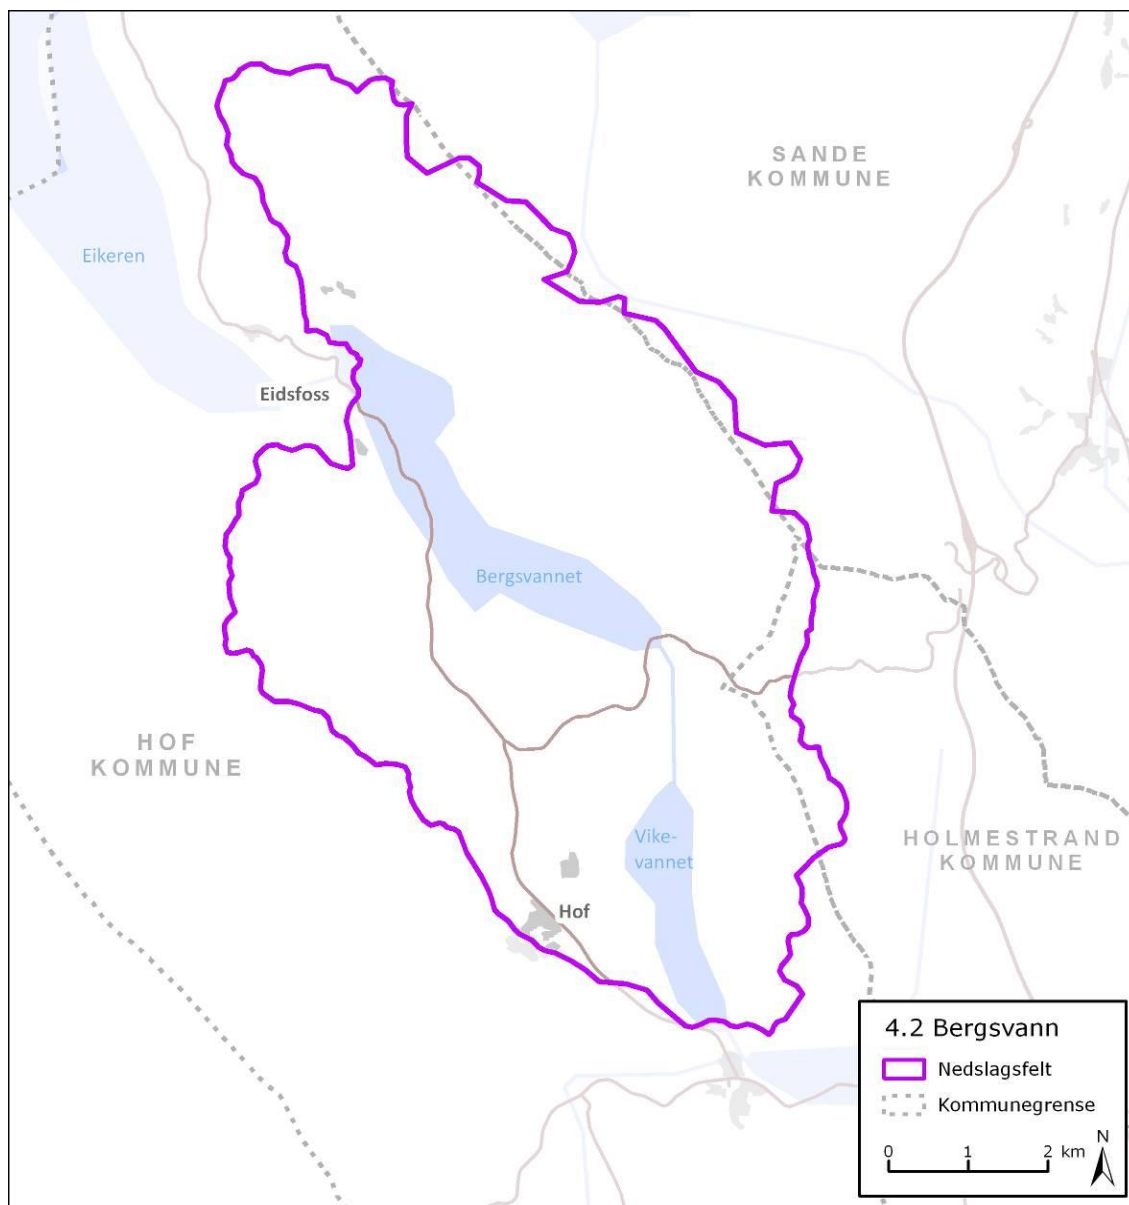 SANDE
KOMMUNE
Eikeren
Eidsfoss
Bergsvannet
HOF
KOMMUNE
Vike-
vannet
HOLMESTRAND
KOMMUNE
Hof
4.2 Bergsvann
Nedslagsfelt
Kommunegrense
0 1 2 km
N